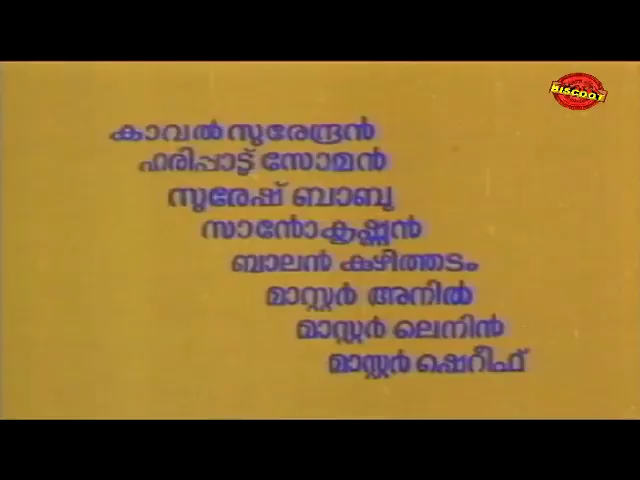 BISCOOT
കാവൽ സുരേന്ദ്രൻ
ഹരിപ്പാട്ട് സോമൻ
സുരേഷ് ബാബു
സാൻ്റോകൃഷ്ണൻ
ബാലൻ കുഴീത്തടം
മാസ്റ്റർ അനിൽ
മാസ്റ്റർ ലെനിൻ
മാസ്റ്റർ ഷെറീഫ്